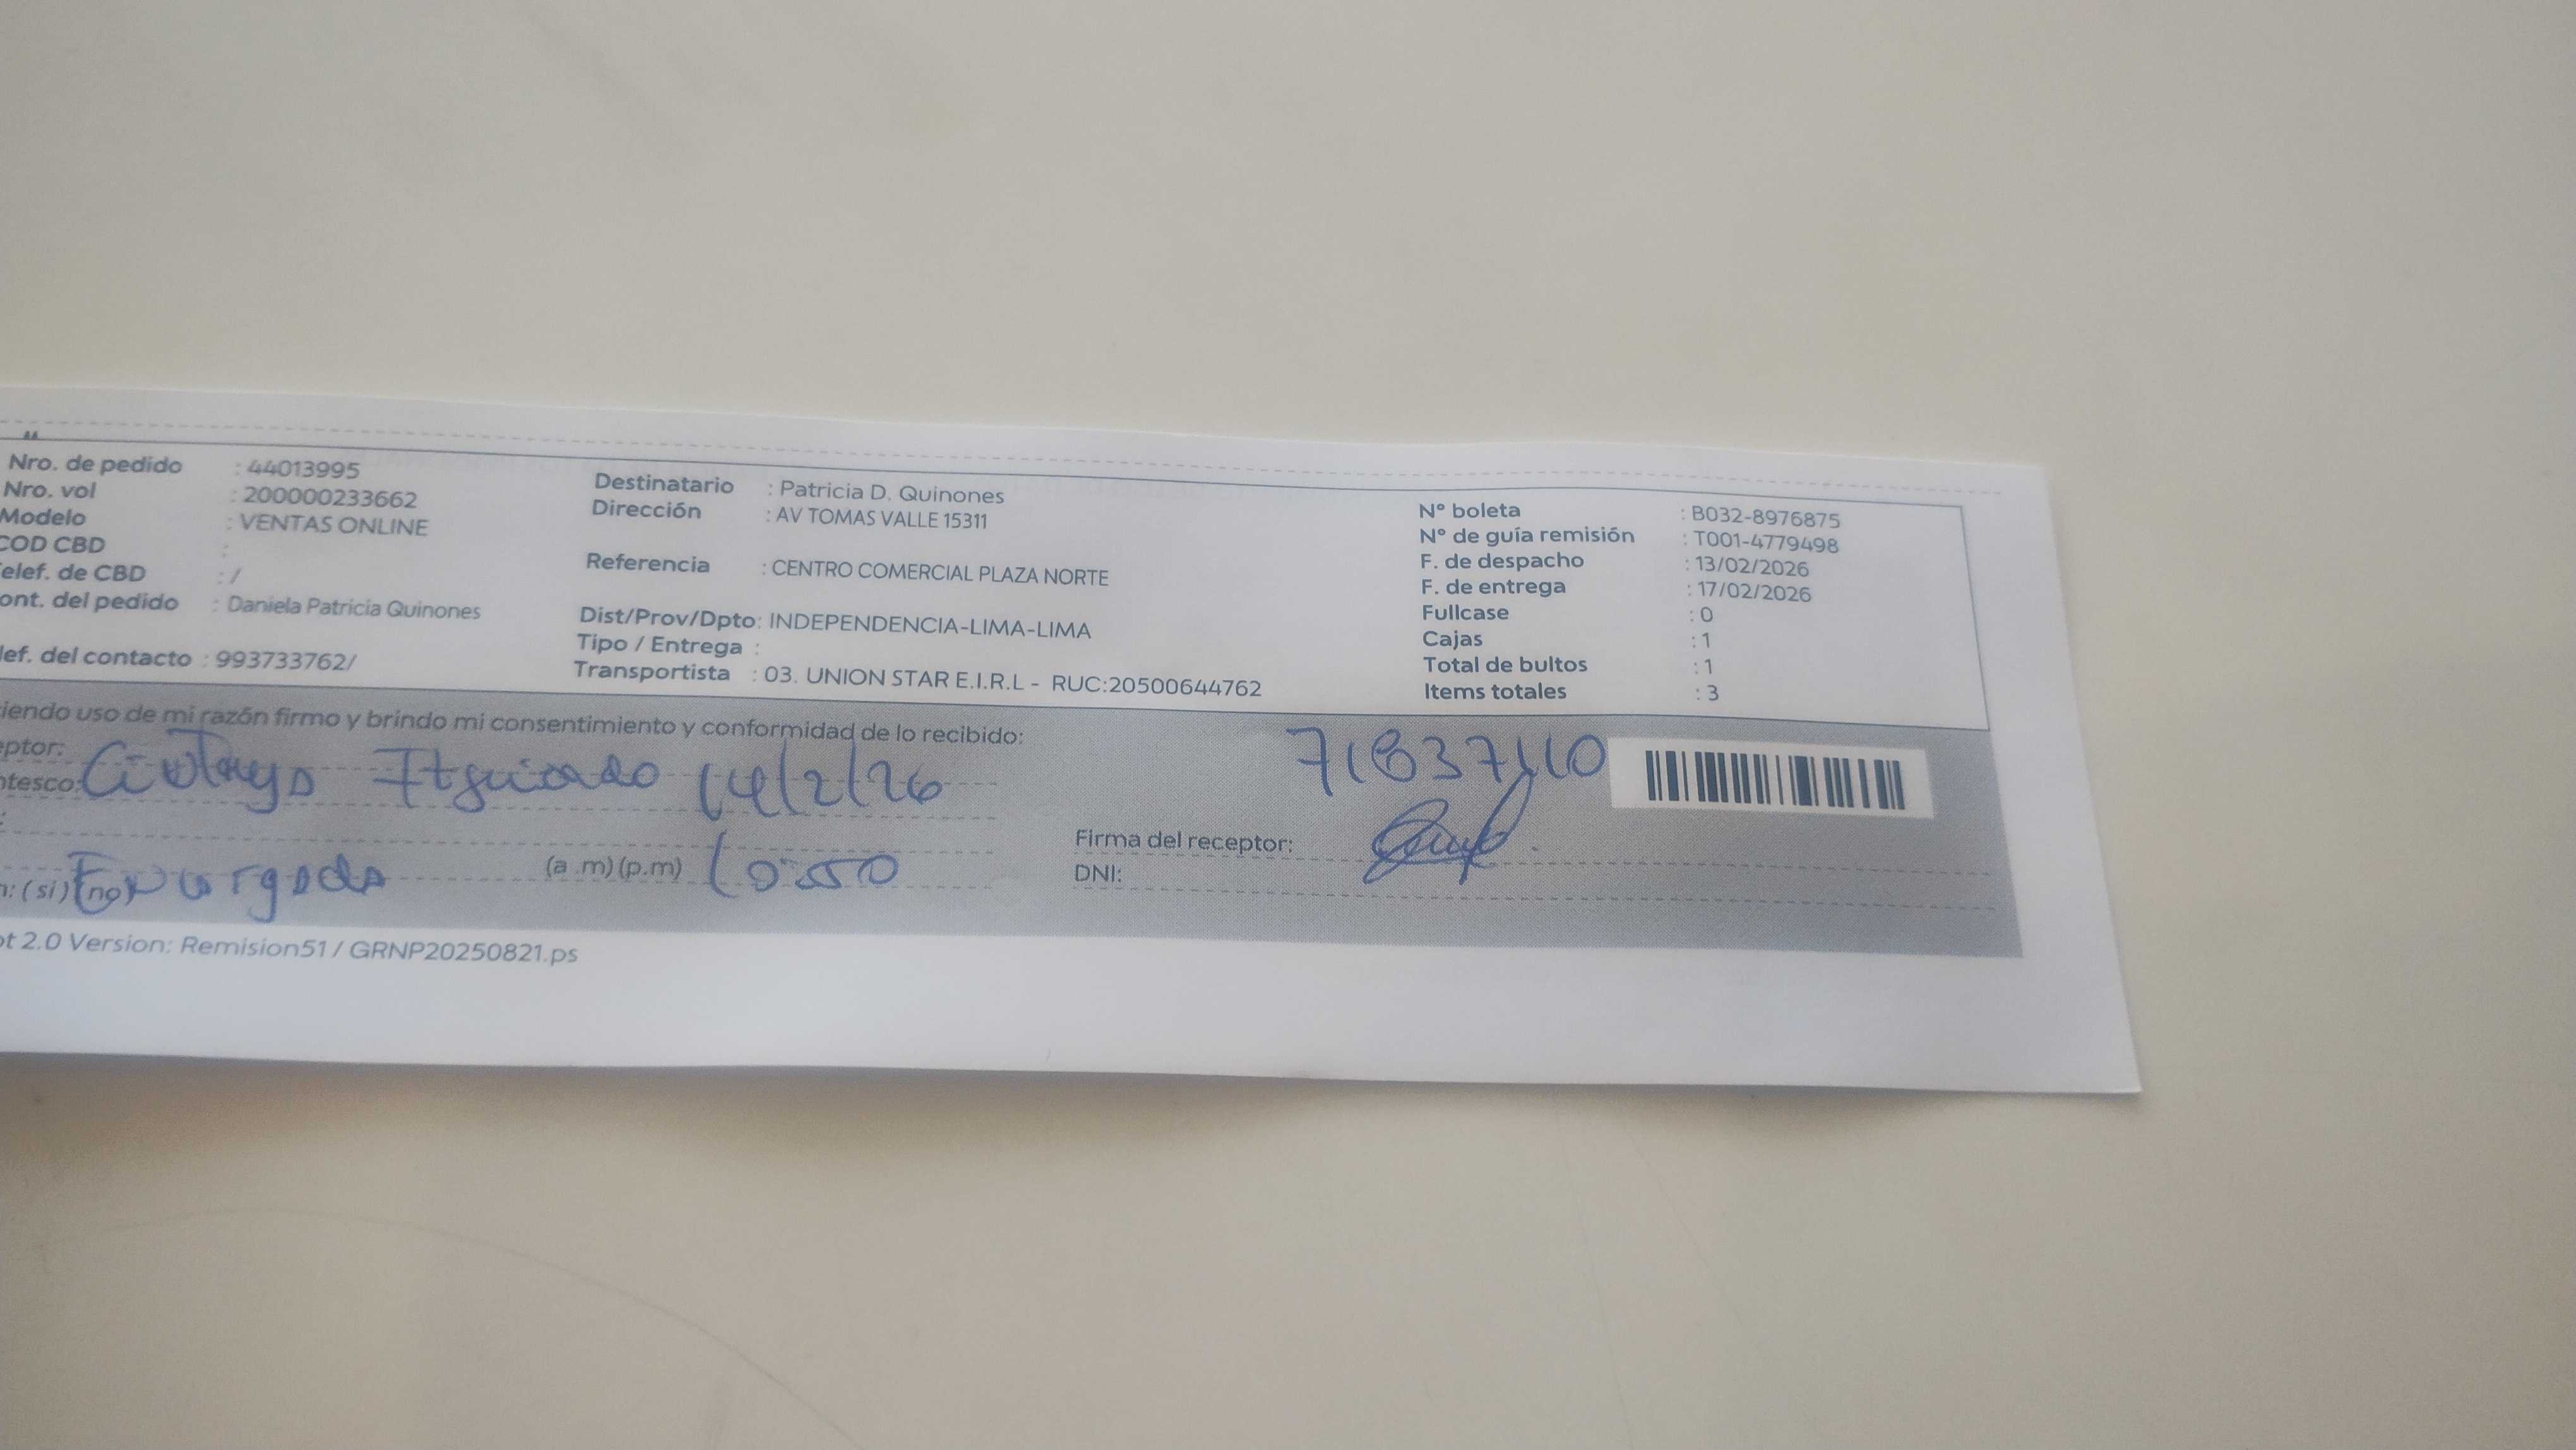 Nro. de pedido : 44013995
Nro. vol : 200000233662
Modelo : VENTAS ONLINE
COD CBD :
elef. de CBD : /
ont. del pedido : Daniela Patricia Quinones
lef. del contacto : 993733762/
Destinatario : Patricia D. Quinones
Dirección : AV TOMAS VALLE 15311
Referencia : CENTRO COMERCIAL PLAZA NORTE
Dist/Prov/Dpto: INDEPENDENCIA-LIMA-LIMA
Tipo / Entrega :
Transportista : 03. UNION STAR E.I.R.L - RUC:20500644762
N° boleta : B032-8976875
N° de guía remisión : T001-4779498
F. de despacho : 13/02/2026
F. de entrega : 17/02/2026
Fullcase : 0
Cajas : 1
Total de bultos : 1
Items totales : 3
iendo uso de mi razón firmo y brindo mi consentimiento y conformidad de lo recibido:
eptor:
ntesco: 14/2/26
71837110
Firma del receptor:
n: (si) (no) Encargado (a .m) (p.m) 10:50
DNI:
ot 2.0 Version: Remision51 / GRNP20250821.ps